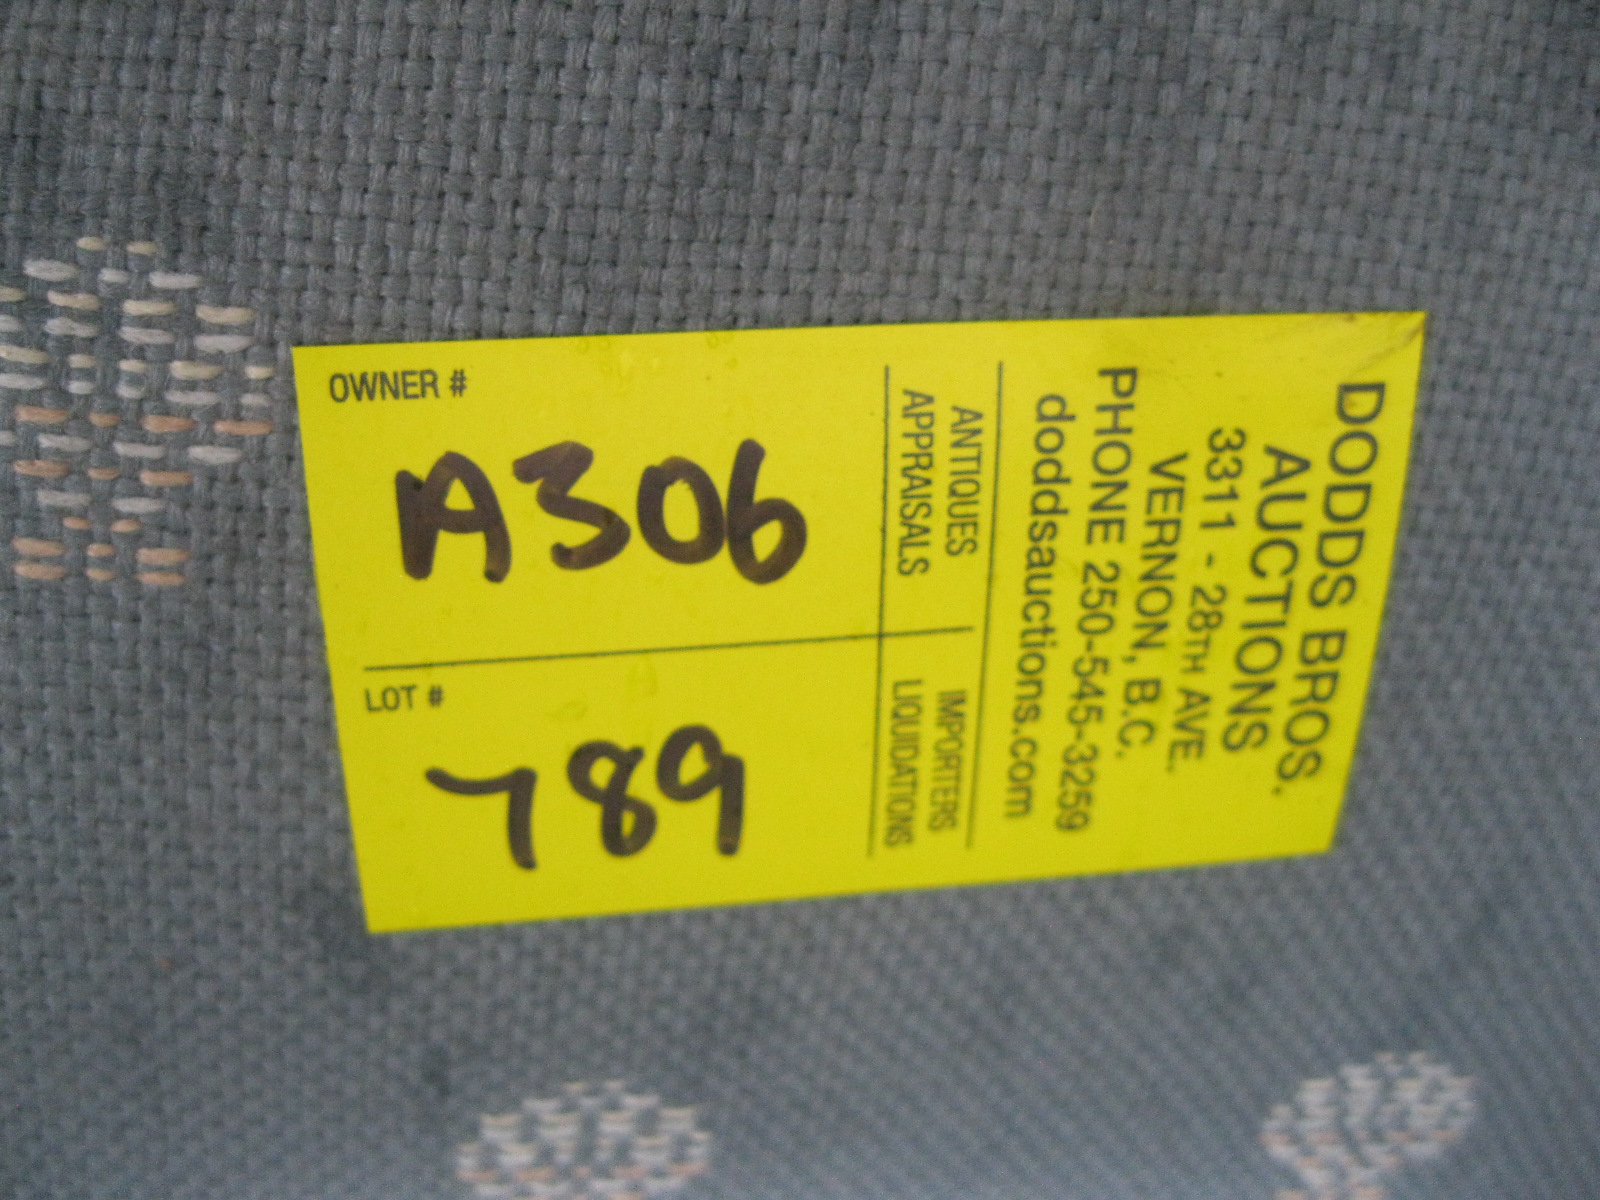 OWNER #
A306
LOT #
789
ANTIQUES
APPRAISALS
IMPORTERS
LIQUIDATIONS
DODDS BROS.
AUCTIONS
3311 - 28TH AVE.
VERNON, B.C.
PHONE 250-545-3259
doddsauctions.com